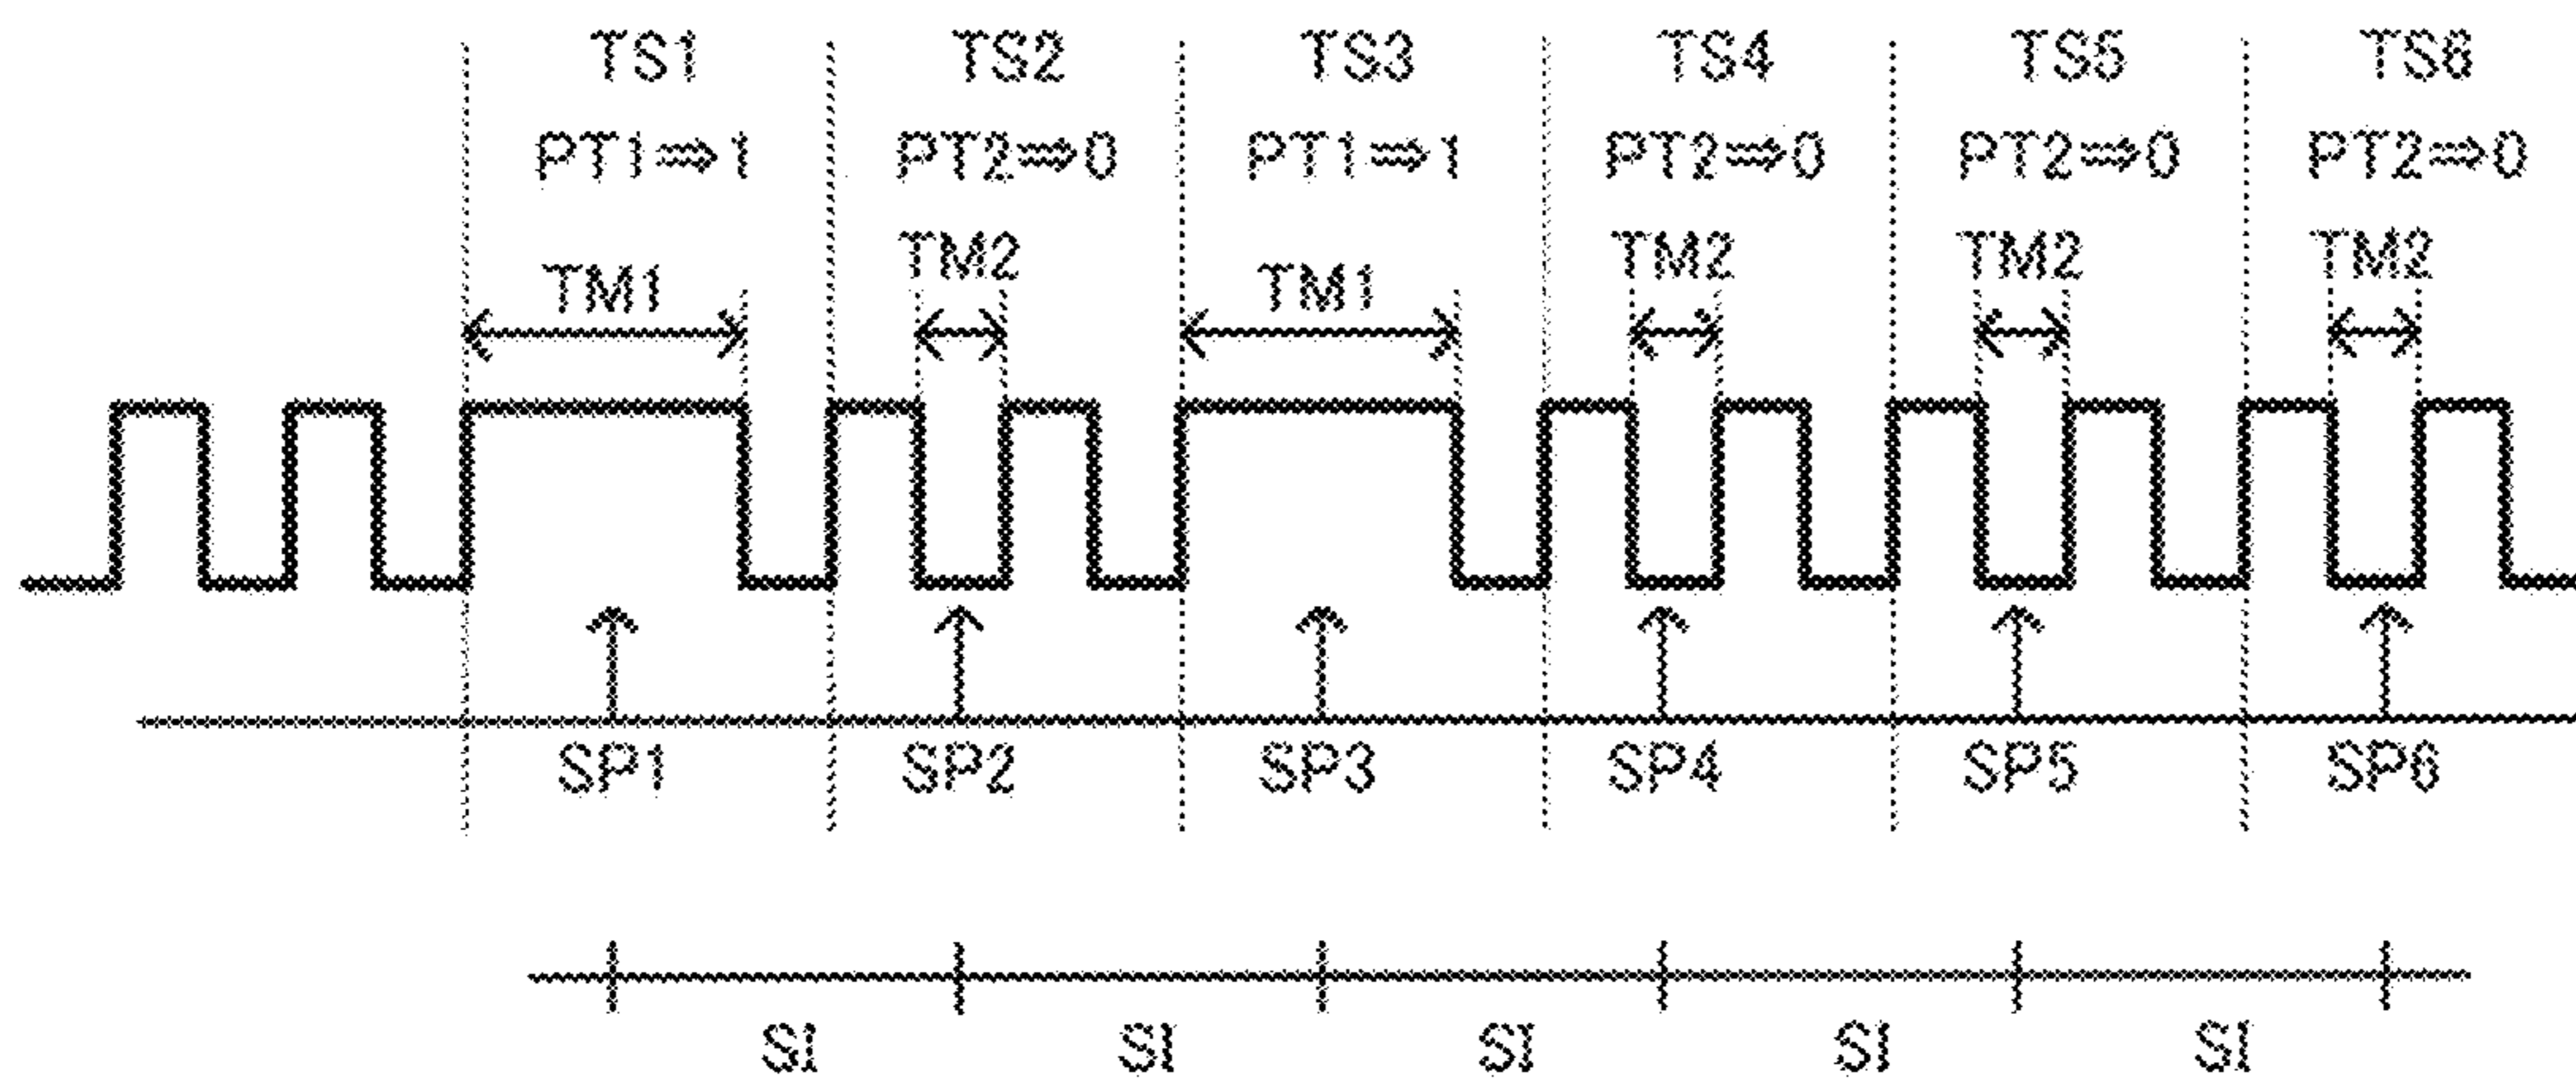 TS1 TS2 TS3 TS4 TS5 TS6
PT1⇒1 PT2⇒0 PT1⇒1 PT2⇒0 PT2⇒0 PT2⇒0
TM1 TM2 TM1 TM2 TM2 TM2
SP1 SP2 SP3 SP4 SP5 SP6
SI SI SI SI SI